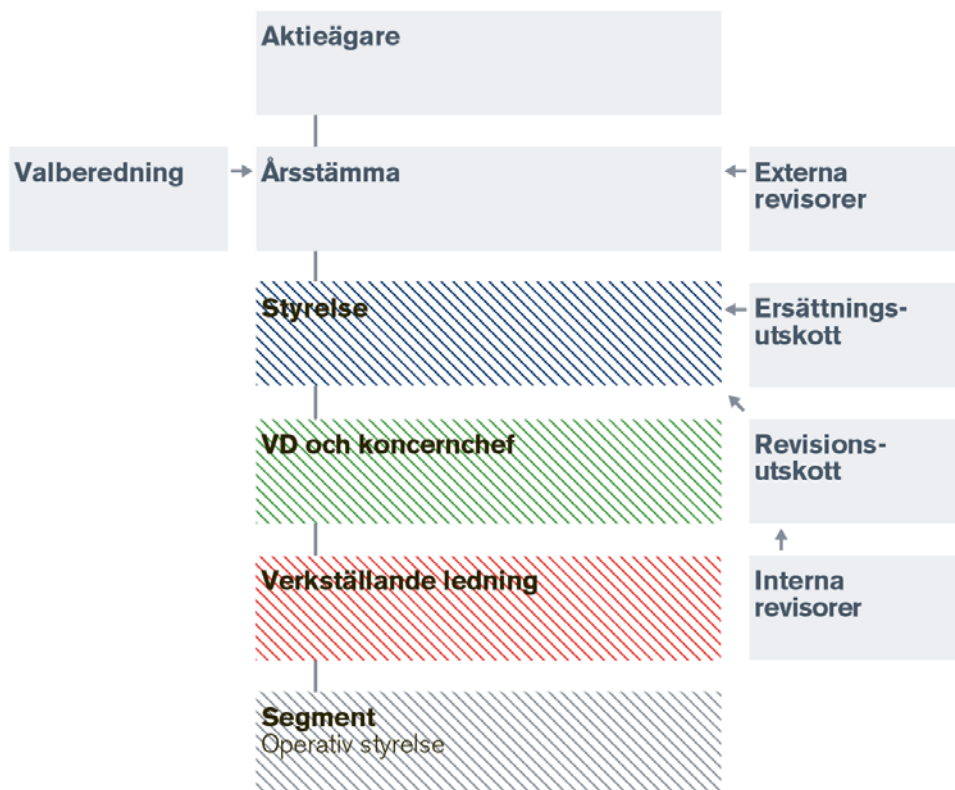 Aktieägare
Valberedning
Årsstämma
Externa
revisorer
Styrelse
Ersättnings-
utskott
VD och koncernchef
Revisions-
utskott
Verkställande ledning
Interna
revisorer
Segment
Operativ styrelse